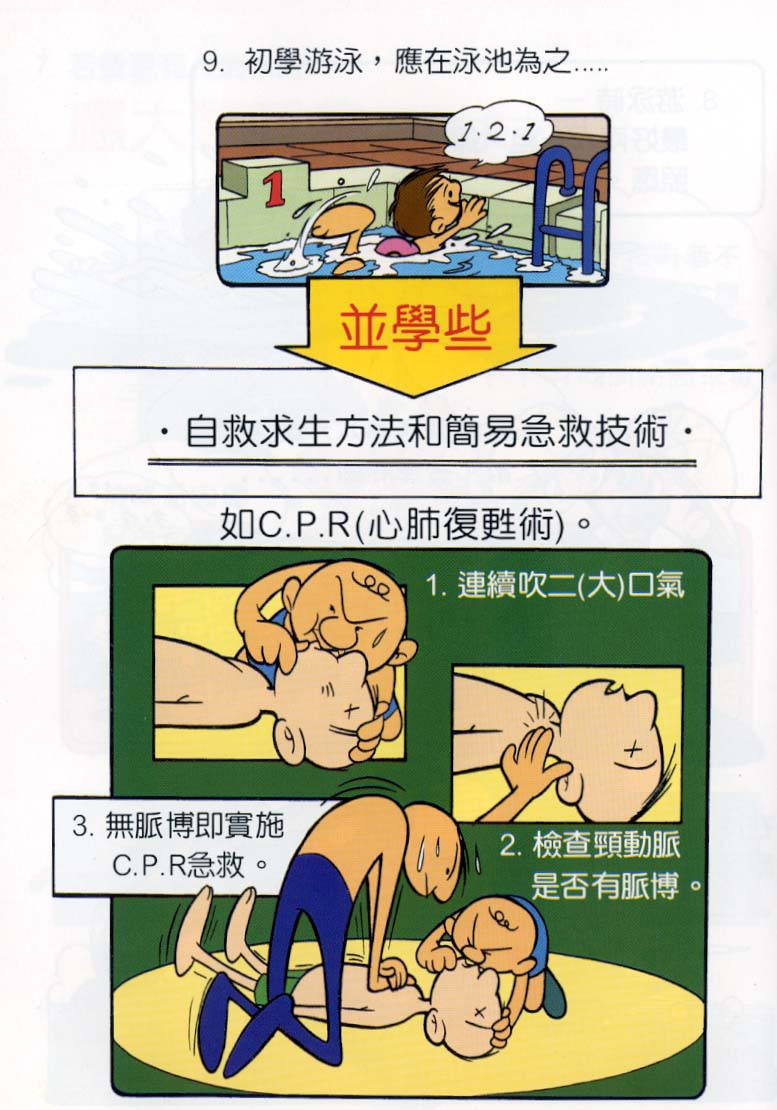 9. 初學游泳，應在泳池為之.....
1·2·1
1
並學些
·自救求生方法和簡易急救技術·
如C.P.R(心肺復甦術)。
1. 連續吹二(大)口氣
2. 檢查頸動脈
是否有脈博。
3. 無脈博即實施
C.P.R急救。